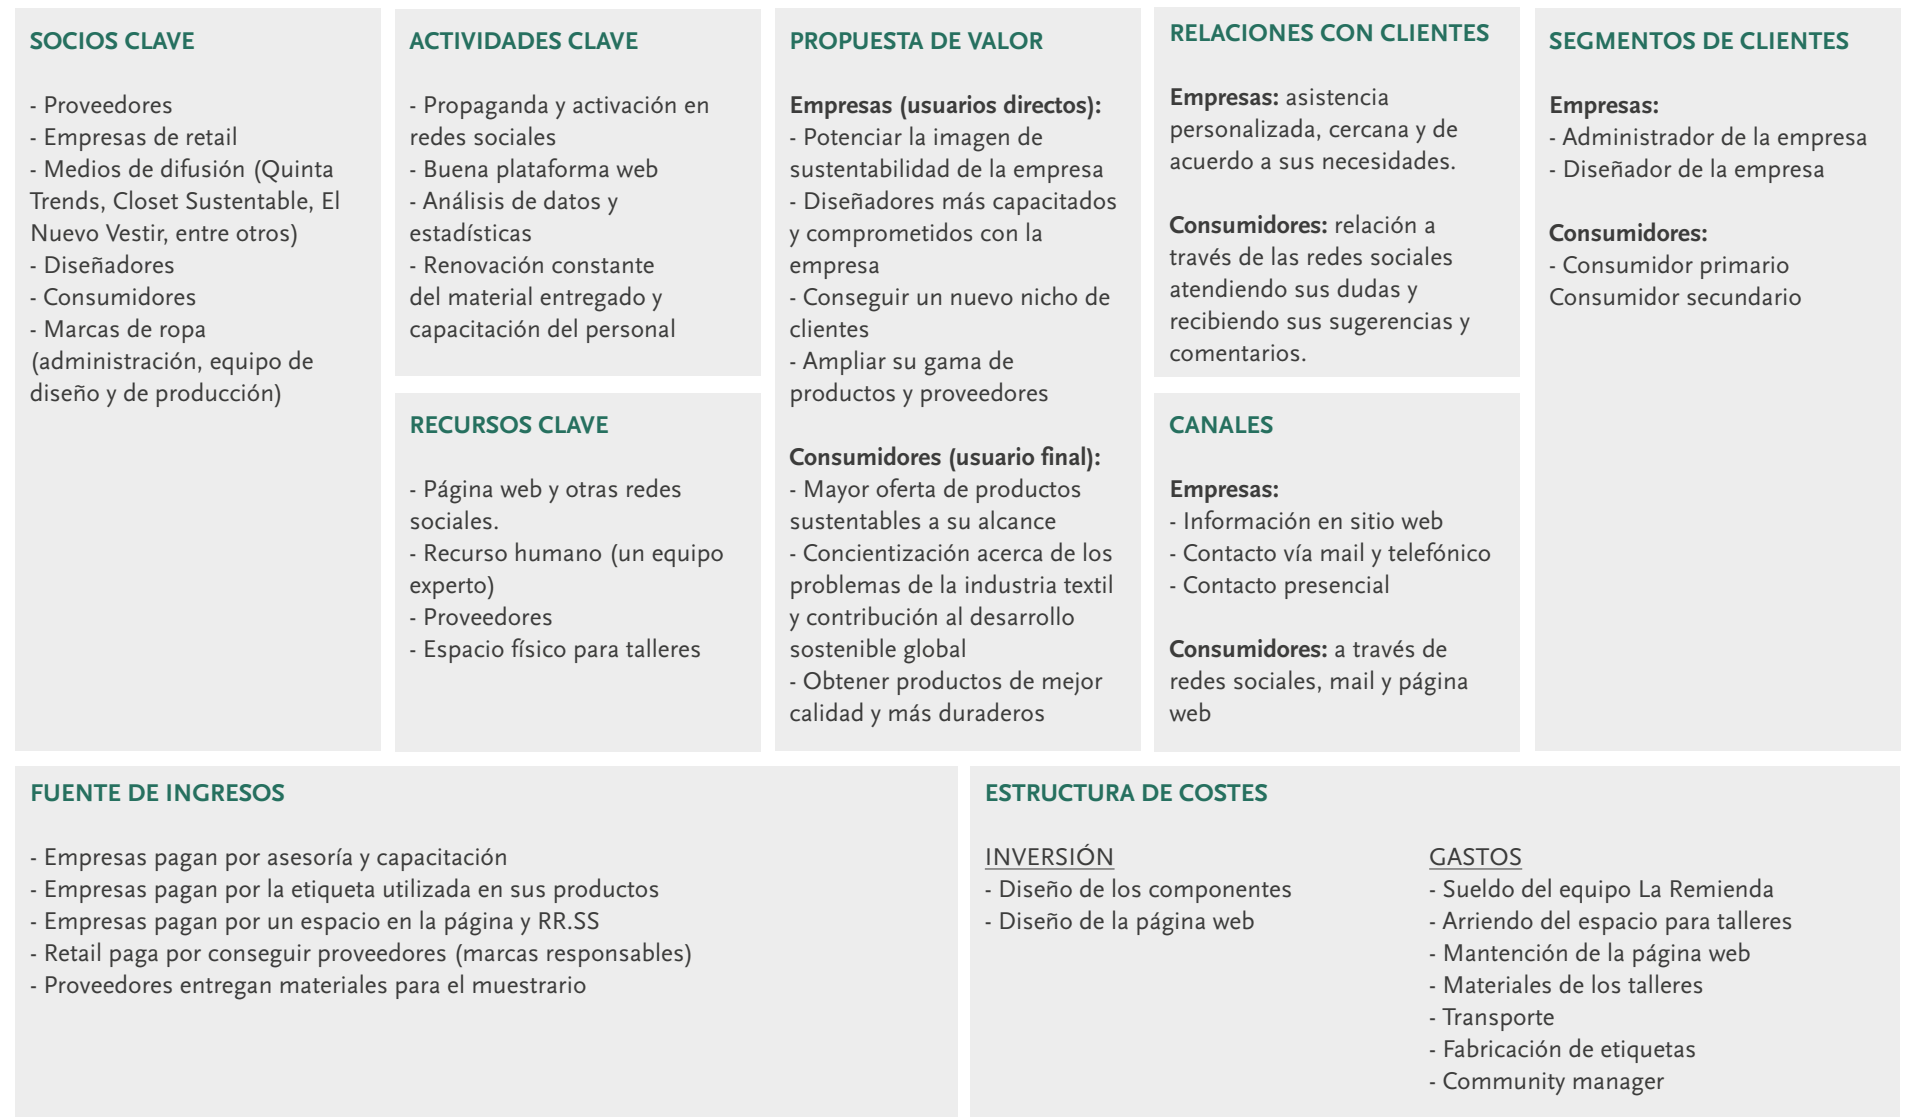 SOCIOS CLAVE
- Proveedores
- Empresas de retail
- Medios de difusión (Quinta
Trends, Closet Sustentable, El
Nuevo Vestir, entre otros)
- Diseñadores
- Consumidores
- Marcas de ropa
(administración, equipo de
diseño y de producción)
ACTIVIDADES CLAVE
- Propaganda y activación en
redes sociales
- Buena plataforma web
- Análisis de datos y
estadísticas
- Renovación constante
del material entregado y
capacitación del personal
RECURSOS CLAVE
- Página web y otras redes
sociales.
- Recurso humano (un equipo
experto)
- Proveedores
- Espacio físico para talleres
PROPUESTA DE VALOR
Empresas (usuarios directos):
- Potenciar la imagen de
sustentabilidad de la empresa
- Diseñadores más capacitados
y comprometidos con la
empresa
- Conseguir un nuevo nicho de
clientes
- Ampliar su gama de
productos y proveedores
Consumidores (usuario final):
- Mayor oferta de productos
sustentables a su alcance
- Concientización acerca de los
problemas de la industria textil
y contribución al desarrollo
sostenible global
- Obtener productos de mejor
calidad y más duraderos
RELACIONES CON CLIENTES
Empresas: asistencia
personalizada, cercana y de
acuerdo a sus necesidades.
Consumidores: relación a
través de las redes sociales
atendiendo sus dudas y
recibiendo sus sugerencias y
comentarios.
CANALES
Empresas:
- Información en sitio web
- Contacto vía mail y telefónico
- Contacto presencial
Consumidores: a través de
redes sociales, mail y página
web
SEGMENTOS DE CLIENTES
Empresas:
- Administrador de la empresa
- Diseñador de la empresa
Consumidores:
- Consumidor primario
Consumidor secundario
FUENTE DE INGRESOS
- Empresas pagan por asesoría y capacitación
- Empresas pagan por la etiqueta utilizada en sus productos
- Empresas pagan por un espacio en la página y RR.SS
- Retail paga por conseguir proveedores (marcas responsables)
- Proveedores entregan materiales para el muestrario
ESTRUCTURA DE COSTES
INVERSIÓN
- Diseño de los componentes
- Diseño de la página web
GASTOS
- Sueldo del equipo La Remienda
- Arriendo del espacio para talleres
- Mantención de la página web
- Materiales de los talleres
- Transporte
- Fabricación de etiquetas
- Community manager